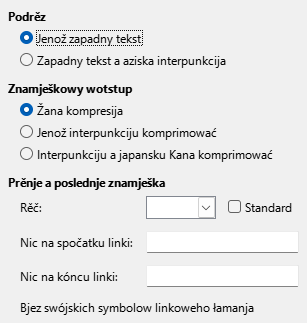 Podrěz
Jenož zapadny tekst
Zapadny tekst a aziska interpunkcija
Znamješkowy wotstup
Žana kompresija
Jenož interpunkciju komprimować
Interpunkciju a japansku Kana komprimować
Prěnje a poslednje znamješka
Rěč:
Standard
Nic na spočatku linki:
Nic na kóncu linki:
Bjez swójskich symbolow linkoweho łamanja